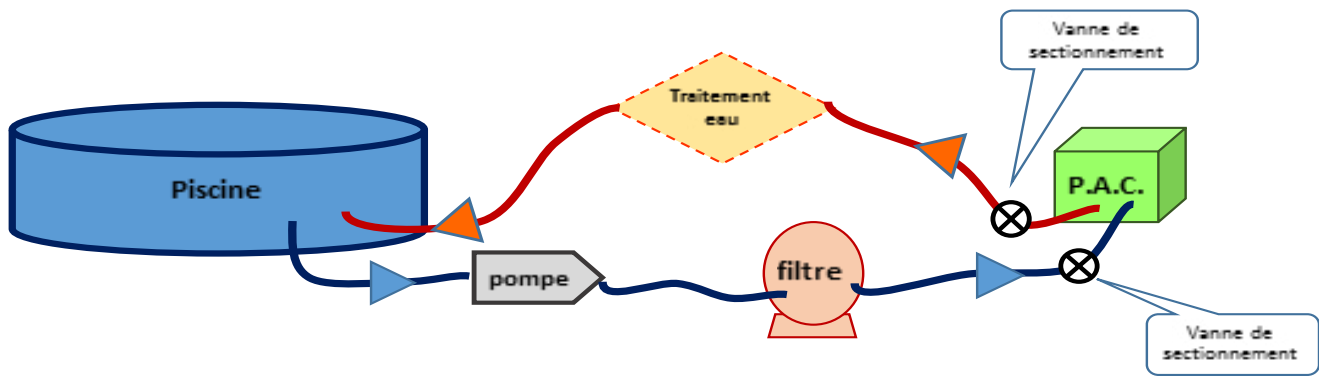 Vanne de
sectionnement
Traitement
eau
Piscine
P.A.C.
pompe
filtre
Vanne de
sectionnement